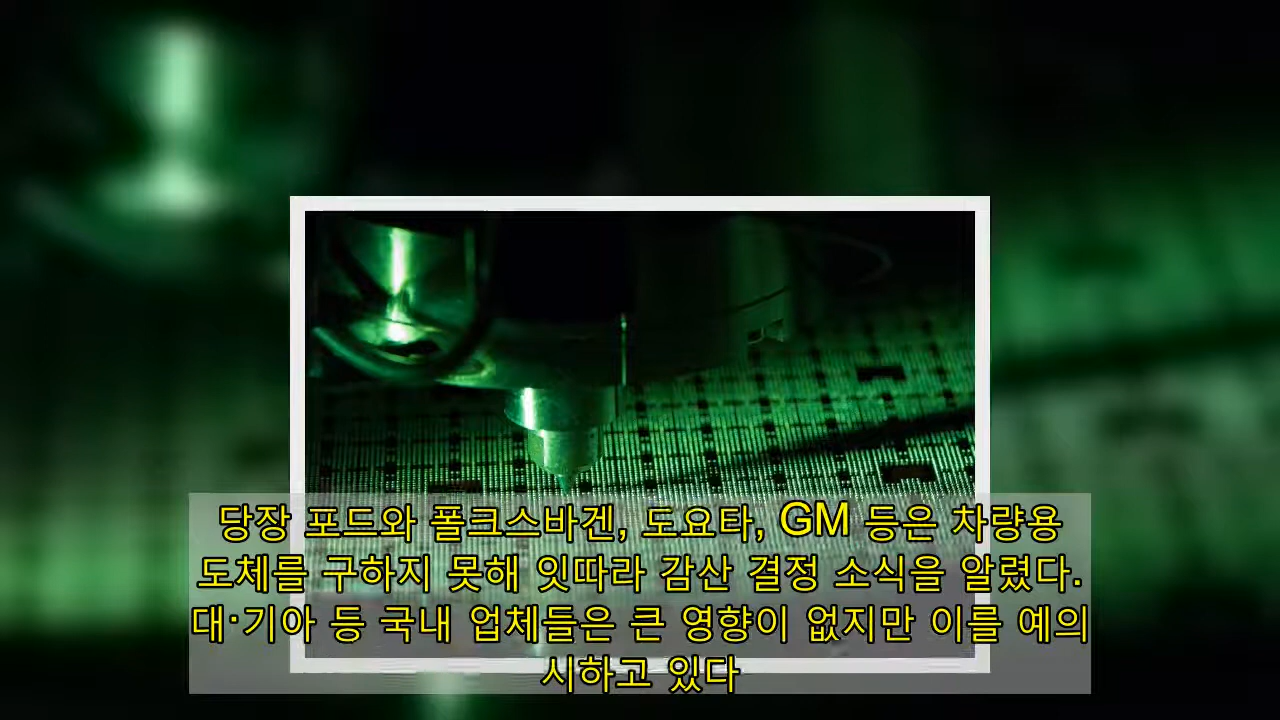 당장 포드와 폴크스바겐, 도요타, GM 등은 차량용
도체를 구하지 못해 잇따라 감산 결정 소식을 알렸다.
대·기아 등 국내 업체들은 큰 영향이 없지만 이를 예의
시하고 있다